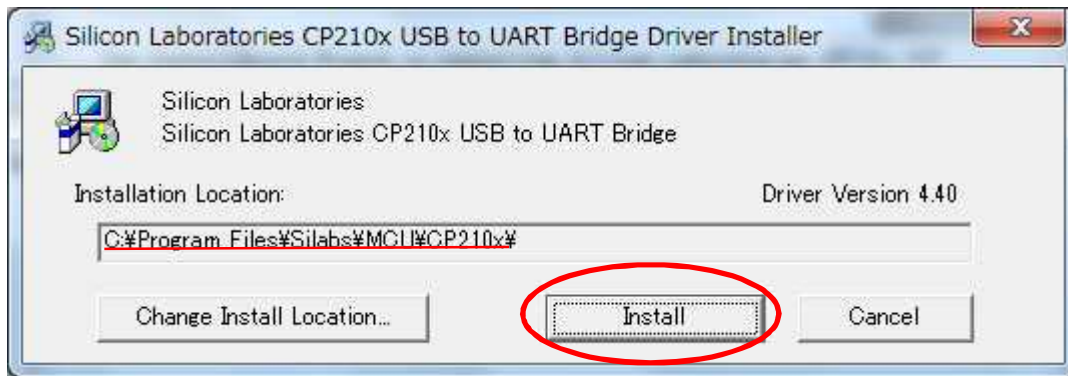 Silicon Laboratories CP210x USB to UART Bridge Driver Installer
Silicon Laboratories
Silicon Laboratories CP210x USB to UART Bridge
Installation Location:
Driver Version 4.40
C:¥Program Files¥Silabs¥MCU¥CP210x¥
Change Install Location...
Install
Cancel